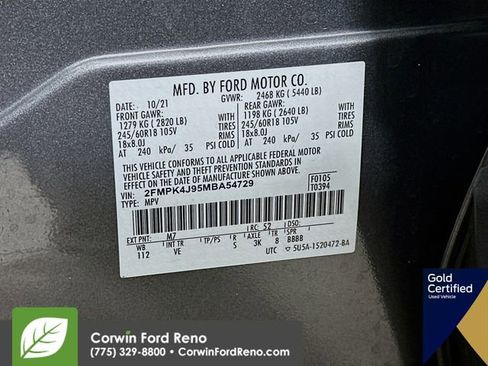 MFD. BY FORD MOTOR CO.
DATE: 10/21 GVWR: 2468 KG ( 5440 LB)
FRONT GAWR: REAR GAWR:
1279 KG ( 2820 LB) WITH 1198 KG ( 2640 LB) WITH
245/60R18 105V TIRES 245/60R18 105V TIRES
18x8.0J RIMS 18x8.0J RIMS
AT 240 kPa/ 35 PSI COLD AT 240 kPa/ 35 PSI COLD
THIS VEHICLE CONFORMS TO ALL APPLICABLE FEDERAL MOTOR
VEHICLE SAFETY AND THEFT PREVENTION STANDARDS IN
EFFECT ON THE DATE OF MANUFACTURE SHOWN ABOVE.
VIN: 2FMPK4J95MBA54729
TYPE: MPV
F0105
T0394
EXT PNT: M7 RC: 52 DSO:
WB INT TR TP/PS R AXLE TR SPR
112 VE S 3K 8 BBBB
UTC 5U5A-1520472-BA
Gold
Certified
Used Vehicle
Corwin Ford Reno
(775) 329-8800 • CorwinFordReno.com